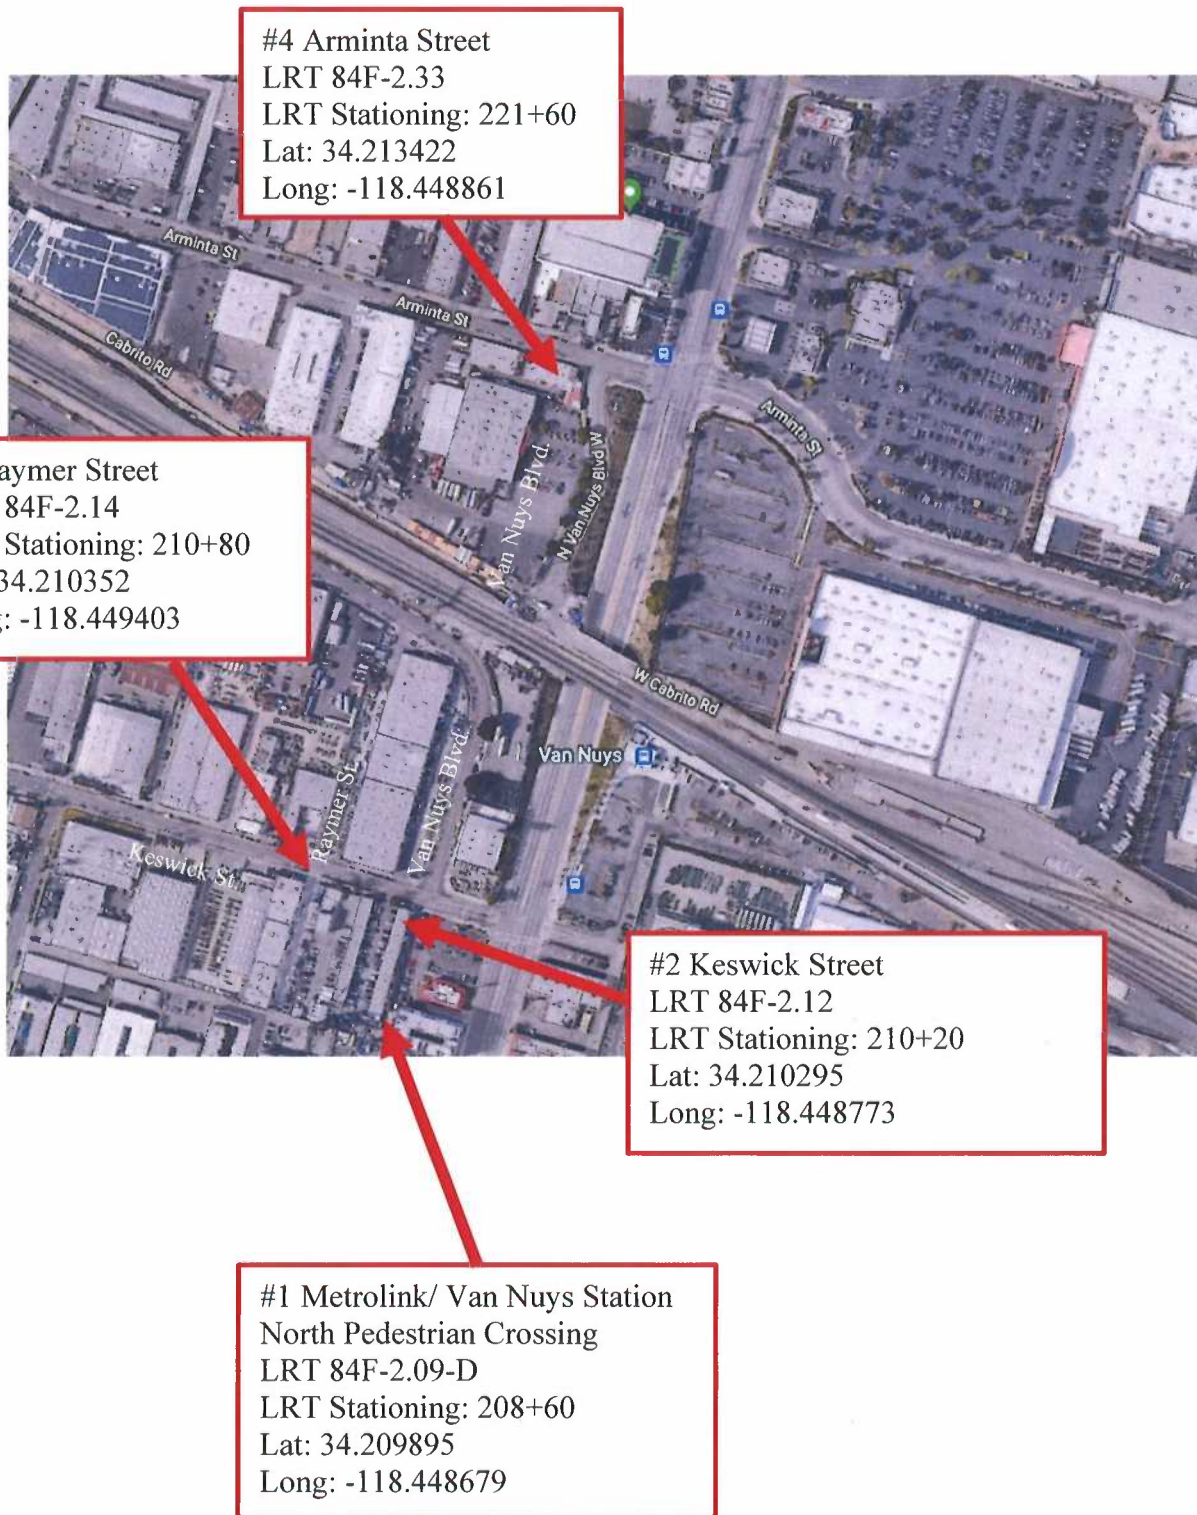 #4 Arminta Street
LRT 84F-2.33
LRT Stationing: 221+60
Lat: 34.213422
Long: -118.448861
Arminta St
Arminta St
Cabrito Rd
Arminta St
Van Nuys Blvd.
N Van Nuys Blvd W
aymer Street
84F-2.14
Stationing: 210+80
34.210352
g: -118.449403
W Cabrito Rd
Van Nuys
Raymer St.
Van Nuys Blvd.
Keswick St.
#2 Keswick Street
LRT 84F-2.12
LRT Stationing: 210+20
Lat: 34.210295
Long: -118.448773
#1 Metrolink/ Van Nuys Station
North Pedestrian Crossing
LRT 84F-2.09-D
LRT Stationing: 208+60
Lat: 34.209895
Long: -118.448679